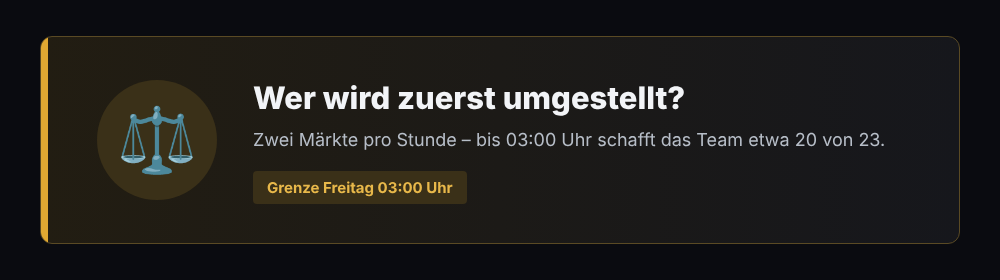 Wer wird zuerst umgestellt?
Zwei Märkte pro Stunde – bis 03:00 Uhr schafft das Team etwa 20 von 23.
Grenze Freitag 03:00 Uhr